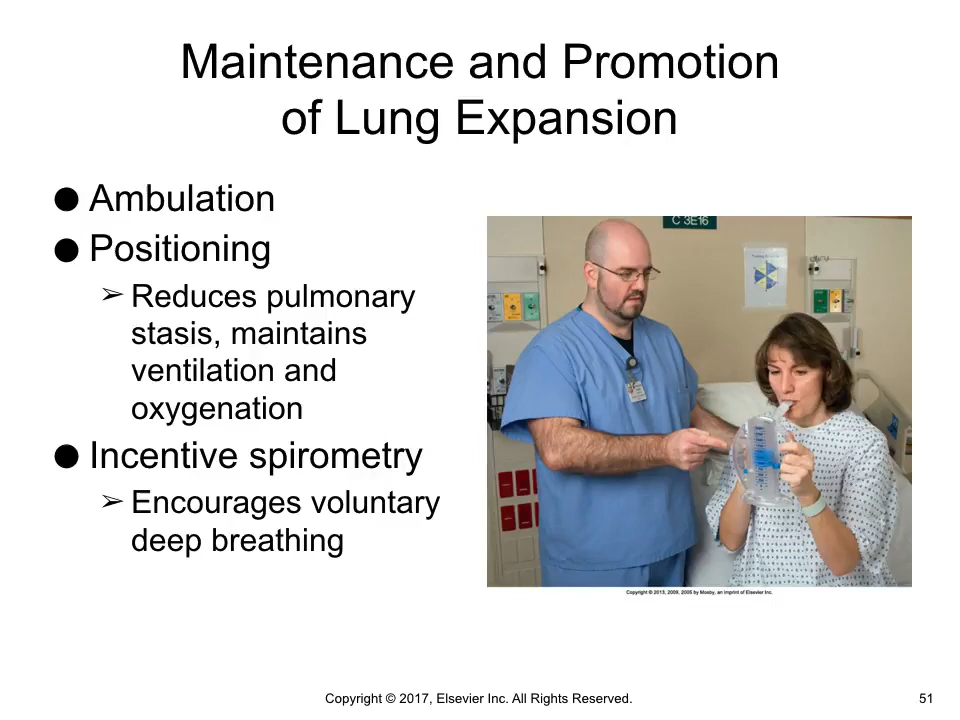 Maintenance and Promotion
of Lung Expansion
● Ambulation
● Positioning
➢ Reduces pulmonary
stasis, maintains
ventilation and
oxygenation
● Incentive spirometry
➢ Encourages voluntary
deep breathing
C 3E16
Copyright © 2013, 2009, 2005 by Mosby, an imprint of Elsevier Inc.
Copyright © 2017, Elsevier Inc. All Rights Reserved.
51